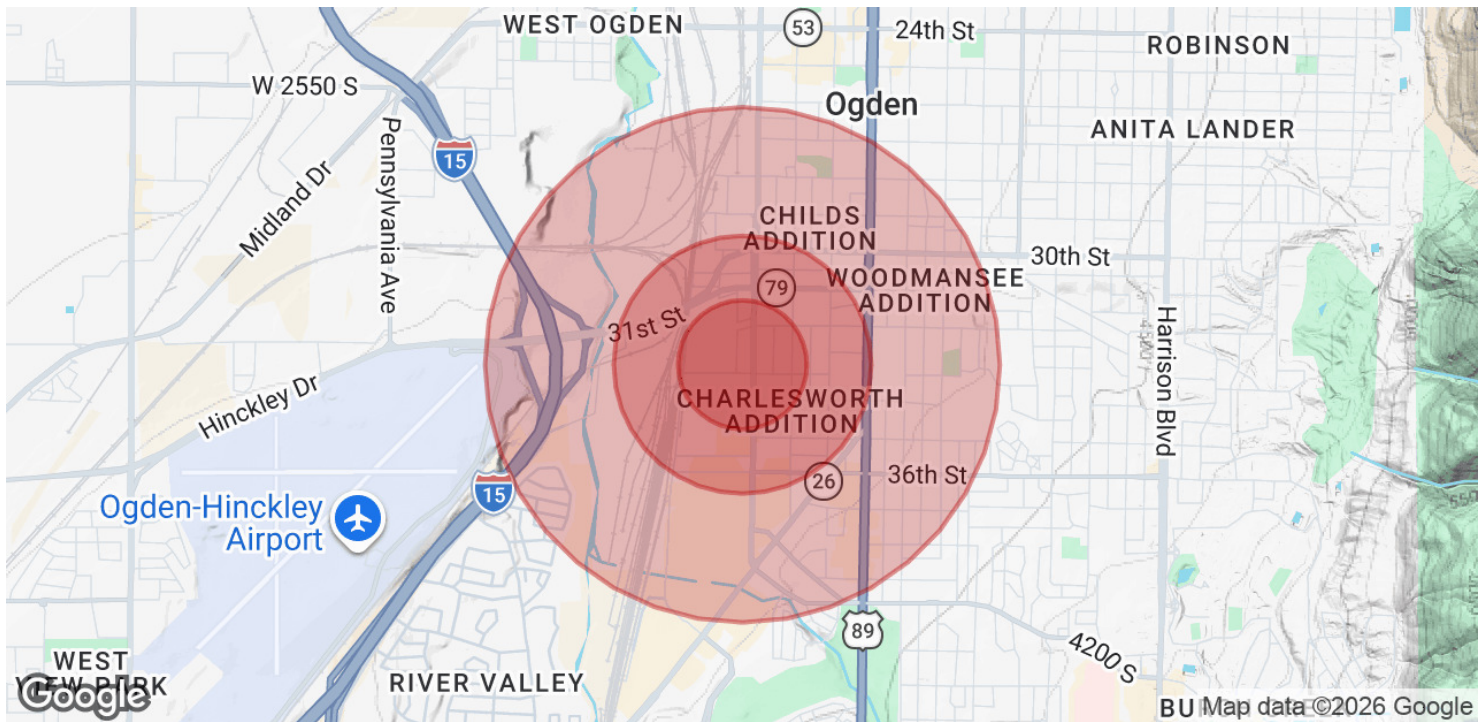 WEST OGDEN
53
24th St
ROBINSON
W 2550 S
Ogden
ANITA LANDER
Pennsylvania Ave
15
Midland Dr
CHILDS
ADDITION
30th St
WOODMANSEE
ADDITION
79
31st St
Harrison Blvd
Hinckley Dr
CHARLESWORTH
ADDITION
36th St
26
15
Ogden-Hinckley
Airport
89
4200 S
WEST
VIEW PARK
RIVER VALLEY
Google
Map data ©2026 Google